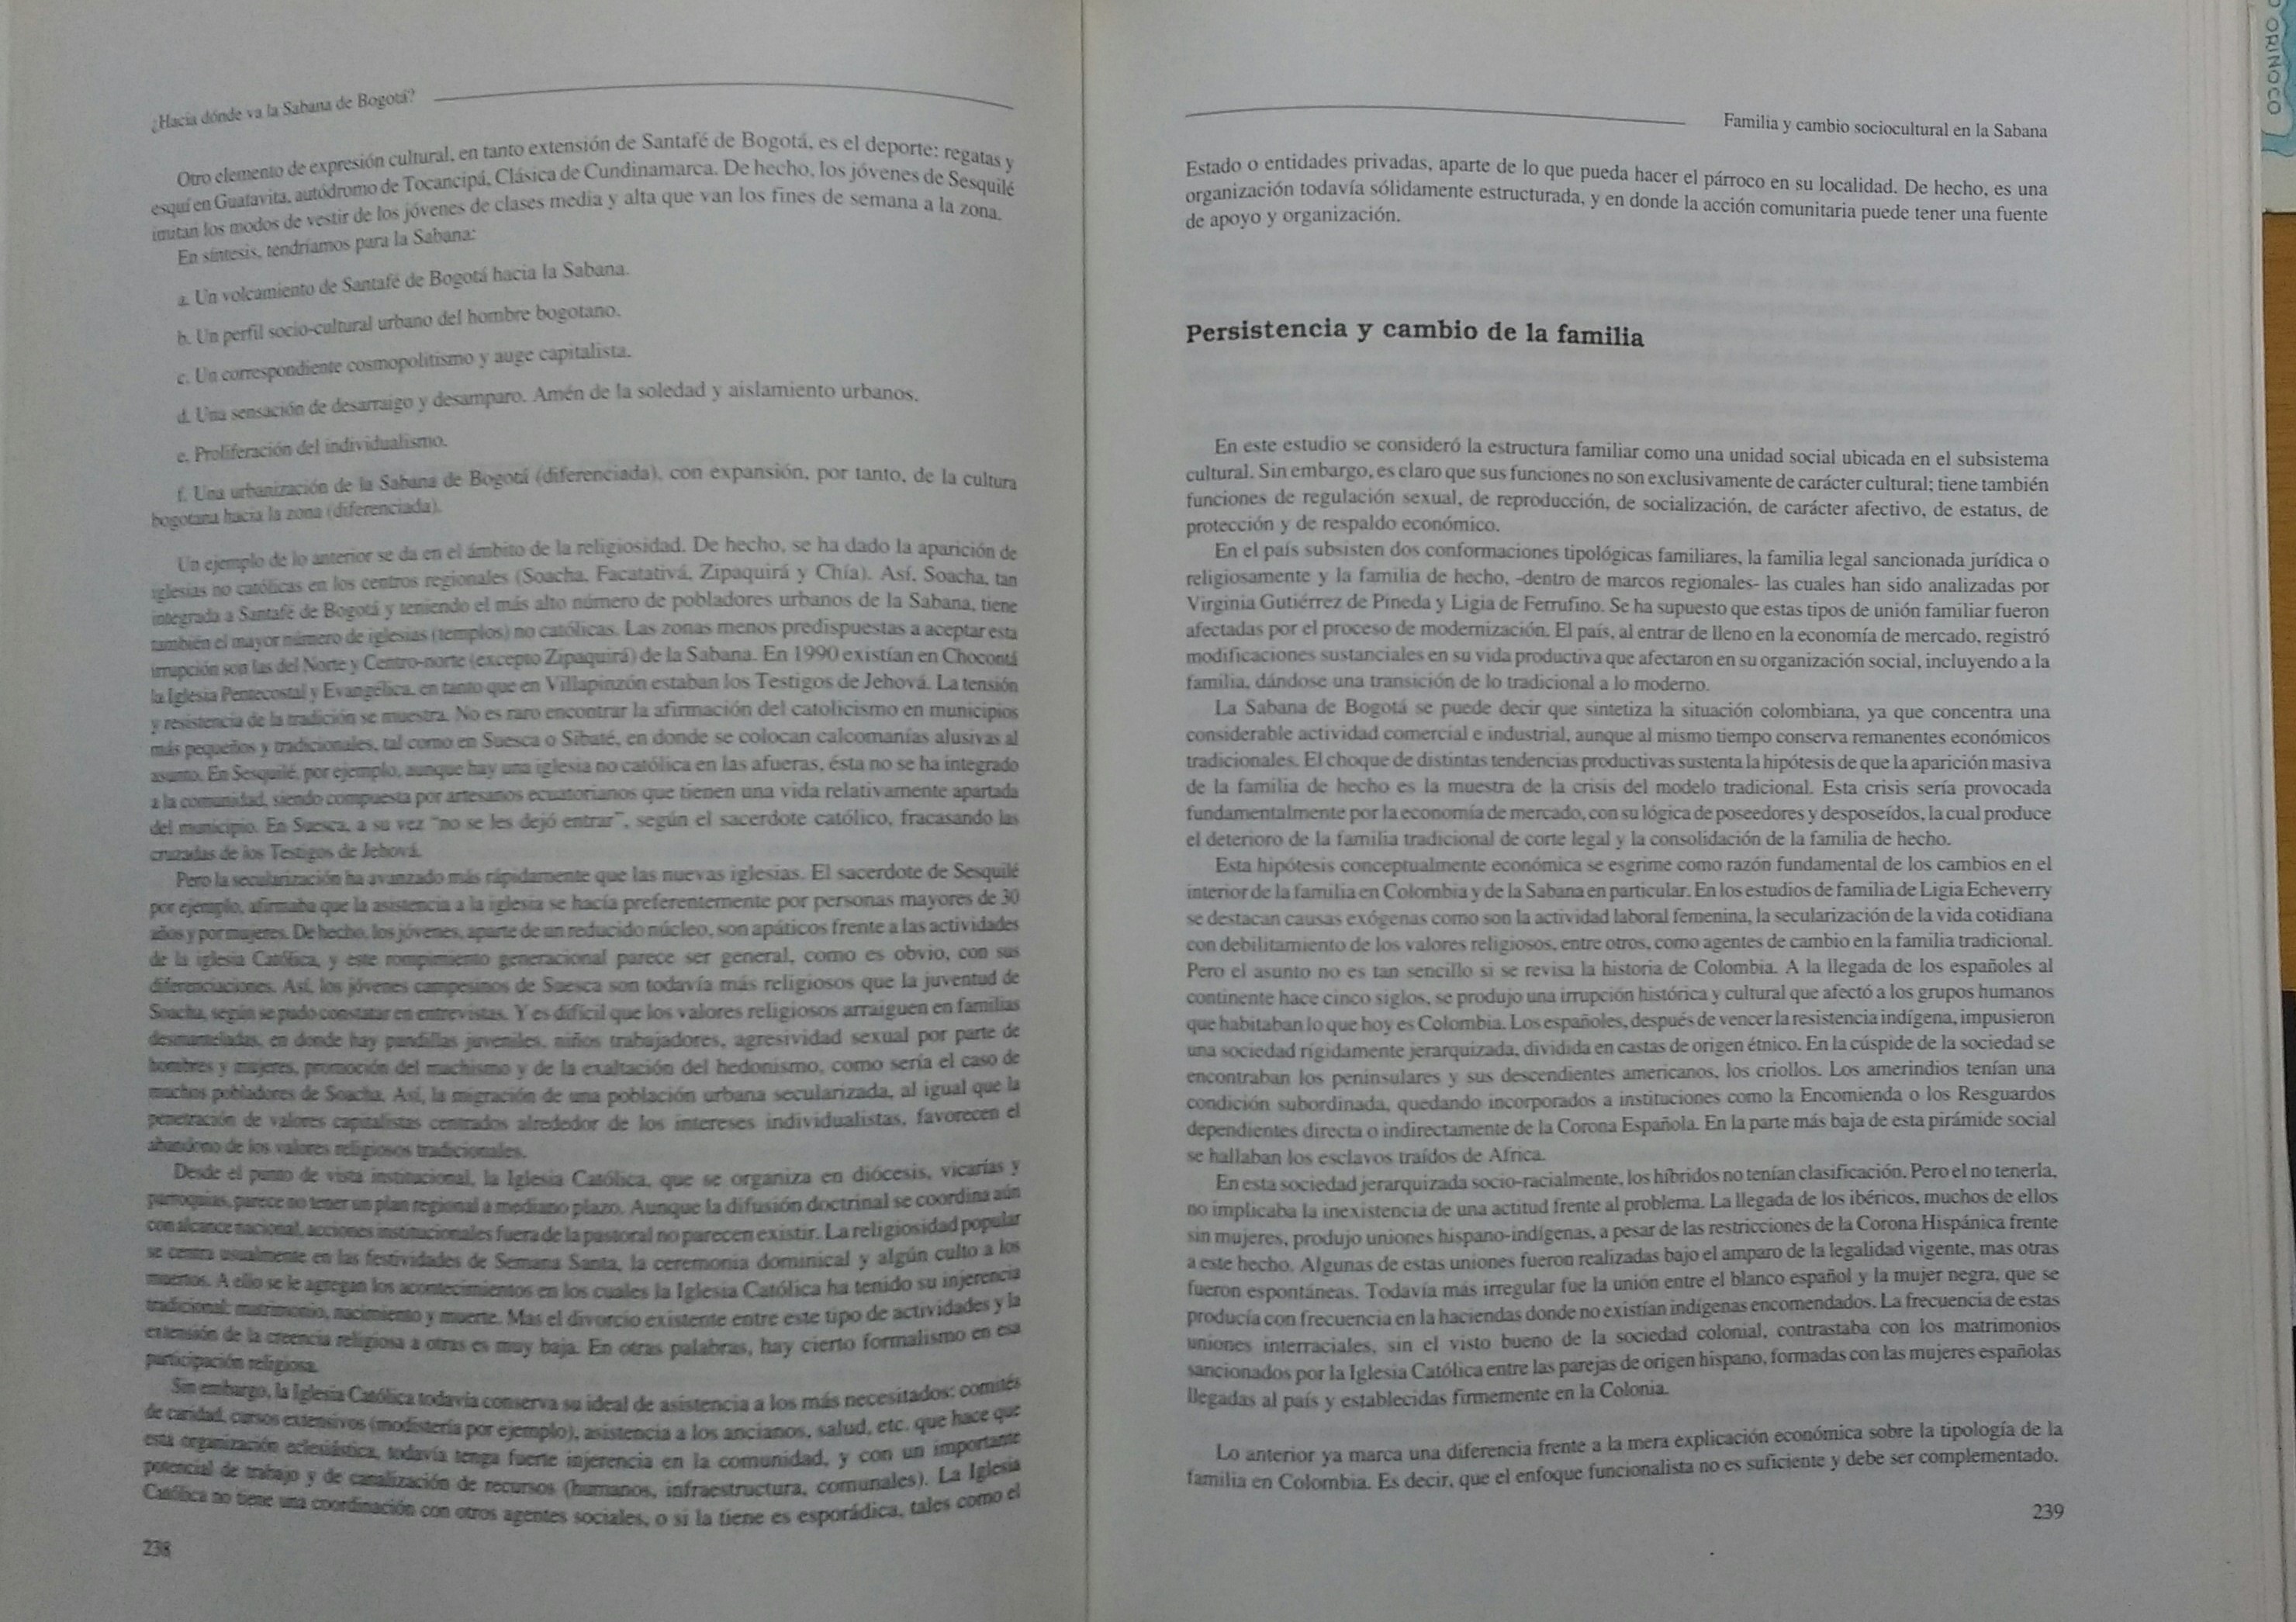 ¿Hacia dónde va la Sabana de Bogotá?
Otro elemento de expresión cultural, en tanto extensión de Santafé de Bogotá, es el deporte: regatas y
esquí en Guatavita, autódromo de Tocancipá, Clásica de Cundinamarca. De hecho, los jóvenes de Sesquilé
imitan los modos de vestir de los jóvenes de clases media y alta que van los fines de semana a la zona.
En síntesis, tendríamos para la Sabana:
a. Un volcamiento de Santafé de Bogotá hacia la Sabana.
b. Un perfil socio-cultural urbano del hombre bogotano.
c. Un correspondiente cosmopolitismo y auge capitalista.
d. Una sensación de desarraigo y desamparo. Amén de la soledad y aislamiento urbanos.
e. Proliferación del individualismo.
f. Una urbanización de la Sabana de Bogotá (diferenciada), con expansión, por tanto, de la cultura
bogotana hacia la zona (diferenciada).
Un ejemplo de lo anterior se da en el ámbito de la religiosidad. De hecho, se ha dado la aparición de
iglesias no católicas en los centros regionales (Soacha, Facatativá, Zipaquirá y Chía). Así, Soacha, tan
integrada a Santafé de Bogotá y teniendo el más alto número de pobladores urbanos de la Sabana, tiene
también el mayor número de iglesias (templos) no católicas. Las zonas menos predispuestas a aceptar esta
irrupción son las del Norte y Centro-norte (excepto Zipaquirá) de la Sabana. En 1990 existían en Chocontá
la Iglesia Pentecostal y Evangélica, en tanto que en Villapinzón estaban los Testigos de Jehová. La tensión
y resistencia de la tradición se muestra. No es raro encontrar la afirmación del catolicismo en municipios
más pequeños y tradicionales, tal como en Suesca o Sibaté, en donde se colocan calcomanías alusivas al
asunto. En Sesquilé, por ejemplo, aunque hay una iglesia no católica en las afueras, ésta no se ha integrado
a la comunidad, siendo compuesta por artesanos ecuatorianos que tienen una vida relativamente apartada
del municipio. En Suesca, a su vez "no se les dejó entrar", según el sacerdote católico, fracasando las
cruzadas de los Testigos de Jehová.
Pero la secularización ha avanzado más rápidamente que las nuevas iglesias. El sacerdote de Sesquilé
por ejemplo, afirmaba que la asistencia a la iglesia se hacía preferentemente por personas mayores de 30
años y por mujeres. De hecho, los jóvenes, aparte de un reducido núcleo, son apáticos frente a las actividades
de la iglesia Católica, y este rompimiento generacional parece ser general, como es obvio, con sus
diferenciaciones. Así, los jóvenes campesinos de Suesca son todavía más religiosos que la juventud de
Soacha, según se pudo constatar en entrevistas. Y es difícil que los valores religiosos arraiguen en familias
desmanteladas, en donde hay pandillas juveniles, niños trabajadores, agresividad sexual por parte de
hombres y mujeres, promoción del machismo y de la exaltación del hedonismo, como sería el caso de
muchos pobladores de Soacha. Así, la migración de una población urbana secularizada, al igual que la
penetración de valores capitalistas centrados alrededor de los intereses individualistas, favorecen el
abandono de los valores religiosos tradicionales.
Desde el punto de vista institucional, la Iglesia Católica, que se organiza en diócesis, vicarías y
parroquias, parece no tener un plan regional a mediano plazo. Aunque la difusión doctrinal se coordina aún
con alcance nacional, acciones institucionales fuera de la pastoral no parecen existir. La religiosidad popular
se centra usualmente en las festividades de Semana Santa, la ceremonia dominical y algún culto a los
muertos. A ello se le agregan los acontecimientos en los cuales la Iglesia Católica ha tenido su injerencia
tradicional: matrimonio, nacimiento y muerte. Mas el divorcio existente entre este tipo de actividades y la
extensión de la creencia religiosa a otras es muy baja. En otras palabras, hay cierto formalismo en esa
participación religiosa.
Sin embargo, la Iglesia Católica todavía conserva su ideal de asistencia a los más necesitados: comités
de caridad, cursos extensivos (modistería por ejemplo), asistencia a los ancianos, salud, etc. que hace que
esta organización eclesiástica, todavía tenga fuerte injerencia en la comunidad, y con un importante
potencial de trabajo y de canalización de recursos (humanos, infraestructura, comunales). La Iglesia
Católica no tiene una coordinación con otros agentes sociales, o si la tiene es esporádica, tales como el
238
Familia y cambio sociocultural en la Sabana
Estado o entidades privadas, aparte de lo que pueda hacer el párroco en su localidad. De hecho, es una
organización todavía sólidamente estructurada, y en donde la acción comunitaria puede tener una fuente
de apoyo y organización.
Persistencia y cambio de la familia
En este estudio se consideró la estructura familiar como una unidad social ubicada en el subsistema
cultural. Sin embargo, es claro que sus funciones no son exclusivamente de carácter cultural; tiene también
funciones de regulación sexual, de reproducción, de socialización, de carácter afectivo, de estatus, de
protección y de respaldo económico.
En el país subsisten dos conformaciones tipológicas familiares, la familia legal sancionada jurídica o
religiosamente y la familia de hecho, -dentro de marcos regionales- las cuales han sido analizadas por
Virginia Gutiérrez de Pineda y Ligia de Ferrufino. Se ha supuesto que estas tipos de unión familiar fueron
afectadas por el proceso de modernización. El país, al entrar de lleno en la economía de mercado, registró
modificaciones sustanciales en su vida productiva que afectaron en su organización social, incluyendo a la
familia, dándose una transición de lo tradicional a lo moderno.
La Sabana de Bogotá se puede decir que sintetiza la situación colombiana, ya que concentra una
considerable actividad comercial e industrial, aunque al mismo tiempo conserva remanentes económicos
tradicionales. El choque de distintas tendencias productivas sustenta la hipótesis de que la aparición masiva
de la familia de hecho es la muestra de la crisis del modelo tradicional. Esta crisis sería provocada
fundamentalmente por la economía de mercado, con su lógica de poseedores y desposeídos, la cual produce
el deterioro de la familia tradicional de corte legal y la consolidación de la familia de hecho.
Esta hipótesis conceptualmente económica se esgrime como razón fundamental de los cambios en el
interior de la familia en Colombia y de la Sabana en particular. En los estudios de familia de Ligia Echeverry
se destacan causas exógenas como son la actividad laboral femenina, la secularización de la vida cotidiana
con debilitamiento de los valores religiosos, entre otros, como agentes de cambio en la familia tradicional.
Pero el asunto no es tan sencillo si se revisa la historia de Colombia. A la llegada de los españoles al
continente hace cinco siglos, se produjo una irrupción histórica y cultural que afectó a los grupos humanos
que habitaban lo que hoy es Colombia. Los españoles, después de vencer la resistencia indígena, impusieron
una sociedad rígidamente jerarquizada, dividida en castas de origen étnico. En la cúspide de la sociedad se
encontraban los peninsulares y sus descendientes americanos, los criollos. Los amerindios tenían una
condición subordinada, quedando incorporados a instituciones como la Encomienda o los Resguardos
dependientes directa o indirectamente de la Corona Española. En la parte más baja de esta pirámide social
se hallaban los esclavos traídos de Africa.
En esta sociedad jerarquizada socio-racialmente, los híbridos no tenían clasificación. Pero el no tenerla,
no implicaba la inexistencia de una actitud frente al problema. La llegada de los ibéricos, muchos de ellos
sin mujeres, produjo uniones hispano-indígenas, a pesar de las restricciones de la Corona Hispánica frente
a este hecho. Algunas de estas uniones fueron realizadas bajo el amparo de la legalidad vigente, mas otras
fueron espontáneas. Todavía más irregular fue la unión entre el blanco español y la mujer negra, que se
producía con frecuencia en la haciendas donde no existían indígenas encomendados. La frecuencia de estas
uniones interraciales, sin el visto bueno de la sociedad colonial, contrastaba con los matrimonios
sancionados por la Iglesia Católica entre las parejas de origen hispano, formadas con las mujeres españolas
llegadas al país y establecidas firmemente en la Colonia.
Lo anterior ya marca una diferencia frente a la mera explicación económica sobre la tipología de la
familia en Colombia. Es decir, que el enfoque funcionalista no es suficiente y debe ser complementado.
239
ORINOCO